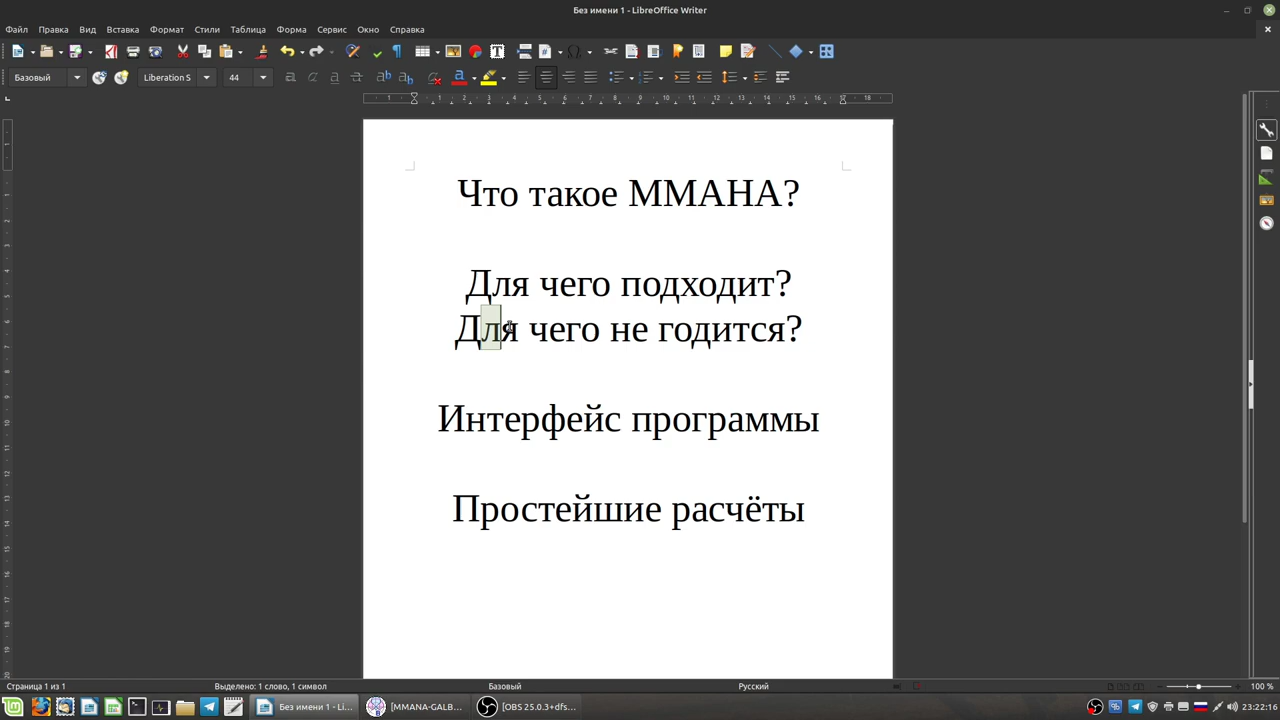 Без имени 1 - LibreOffice Writer
Файл Правка Вид Вставка Формат Стили Таблица Форма Сервис Окно Справка
Базовый Liberation S 44
Что такое MMANA?
Для чего подходит?
Для чего не годится?
Интерфейс программы
Простейшие расчёты
Страница 1 из 1 Выделено: 1 слово, 1 символ Базовый Русский 100 %
Без имени 1 - Li... [MMANA-GALB... [OBS 25.0.3+dfs... 23:22:16